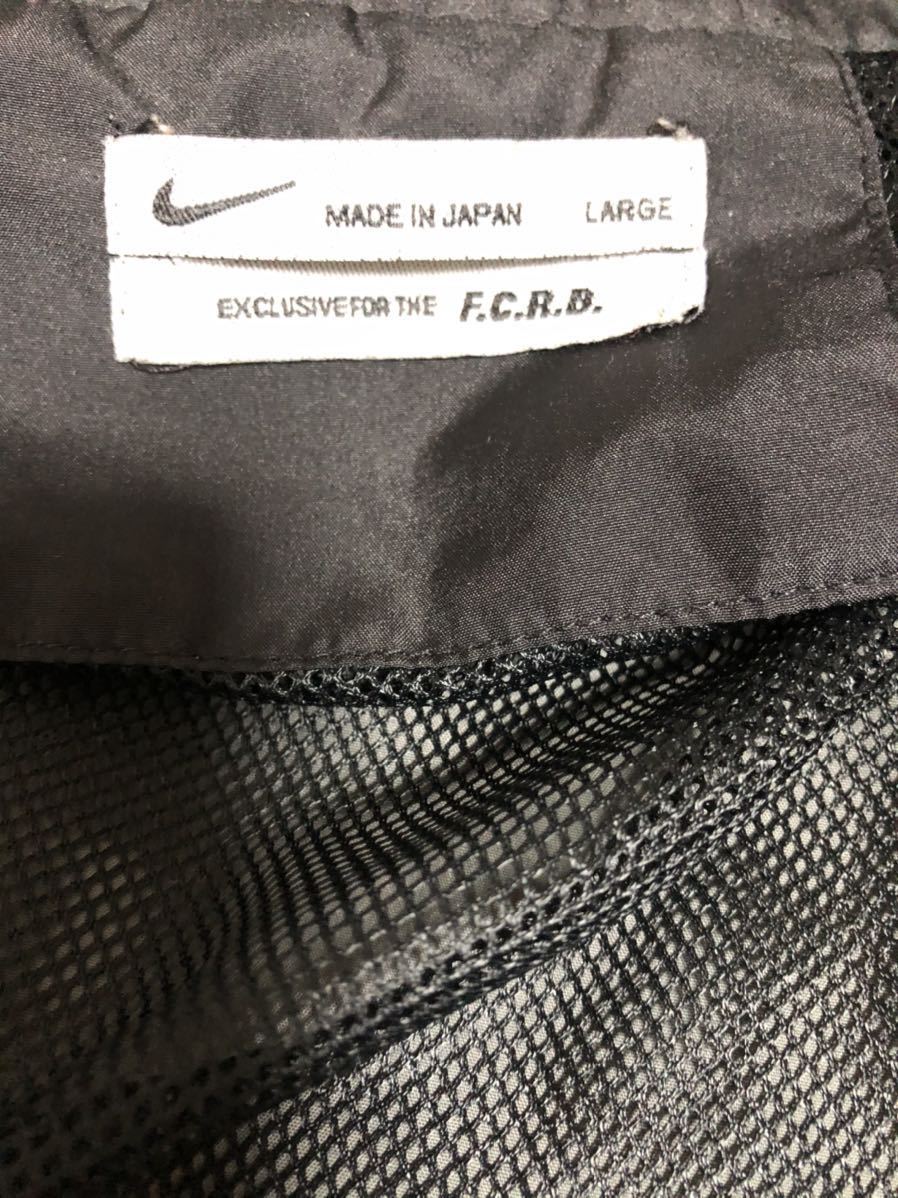 MADE IN JAPAN LARGE
EXCLUSIVE FOR THE F.C.R.B.